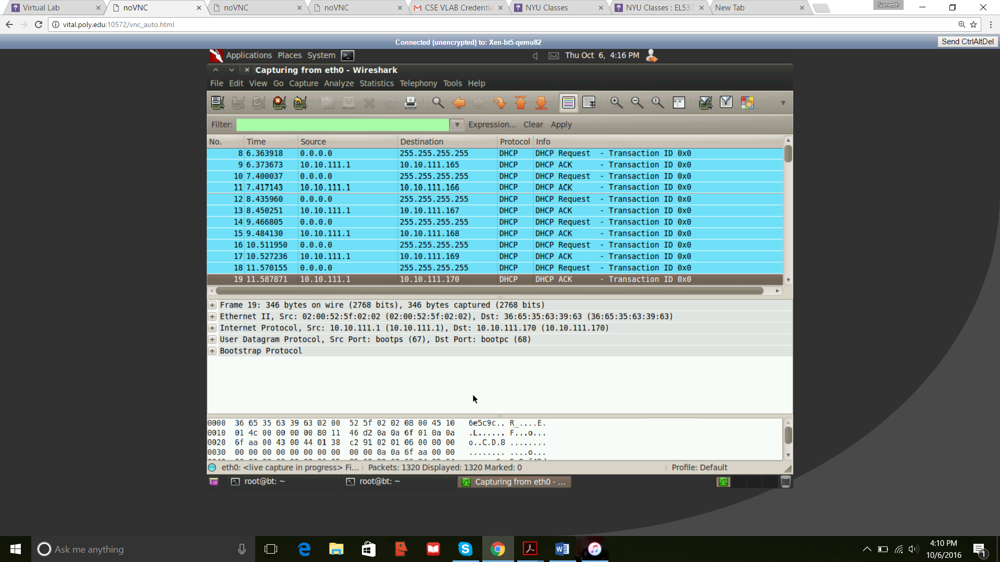 Virtual Lab
noVNC
noVNC
noVNC
CSE VLAB Credentia
NYU Classes
NYU Classes : EL537
New Tab
Sumedh
vital.poly.edu:10572/vnc_auto.html
Connected (unencrypted) to: Xen-bt5-qemu82
Send CtrlAltDel
Applications Places System
Thu Oct 6, 4:16 PM
Capturing from eth0 - Wireshark
File Edit View Go Capture Analyze Statistics Telephony Tools Help
Filter: Expression... Clear Apply
No. Time Source Destination Protocol Info
8 6.363918 0.0.0.0 255.255.255.255 DHCP DHCP Request - Transaction ID 0x0
9 6.373673 10.10.111.1 10.10.111.165 DHCP DHCP ACK - Transaction ID 0x0
10 7.400037 0.0.0.0 255.255.255.255 DHCP DHCP Request - Transaction ID 0x0
11 7.417143 10.10.111.1 10.10.111.166 DHCP DHCP ACK - Transaction ID 0x0
12 8.435960 0.0.0.0 255.255.255.255 DHCP DHCP Request - Transaction ID 0x0
13 8.450251 10.10.111.1 10.10.111.167 DHCP DHCP ACK - Transaction ID 0x0
14 9.466805 0.0.0.0 255.255.255.255 DHCP DHCP Request - Transaction ID 0x0
15 9.484130 10.10.111.1 10.10.111.168 DHCP DHCP ACK - Transaction ID 0x0
16 10.511950 0.0.0.0 255.255.255.255 DHCP DHCP Request - Transaction ID 0x0
17 10.527236 10.10.111.1 10.10.111.169 DHCP DHCP ACK - Transaction ID 0x0
18 11.570155 0.0.0.0 255.255.255.255 DHCP DHCP Request - Transaction ID 0x0
19 11.587871 10.10.111.1 10.10.111.170 DHCP DHCP ACK - Transaction ID 0x0
Frame 19: 346 bytes on wire (2768 bits), 346 bytes captured (2768 bits)
Ethernet II, Src: 02:00:52:5f:02:02 (02:00:52:5f:02:02), Dst: 36:65:35:63:39:63 (36:65:35:63:39:63)
Internet Protocol, Src: 10.10.111.1 (10.10.111.1), Dst: 10.10.111.170 (10.10.111.170)
User Datagram Protocol, Src Port: bootps (67), Dst Port: bootpc (68)
Bootstrap Protocol
0000 36 65 35 63 39 63 02 00 52 5f 02 02 08 00 45 10 6e5c9c.. R_....E.
0010 01 4c 00 00 00 00 80 11 46 d2 0a 0a 6f 01 0a 0a .L...... F...o...
0020 6f aa 00 43 00 44 01 38 c2 91 02 01 06 00 00 00 o..C.D.8 ........
0030 00 00 00 00 00 00 00 00 00 00 0a 0a 6f aa 00 00 ........ ....o...
eth0: <live capture in progress> Fi... Packets: 1320 Displayed: 1320 Marked: 0 Profile: Default
root@bt: ~
root@bt: ~
Capturing from eth0 - ...
Ask me anything
4:10 PM
10/6/2016
1